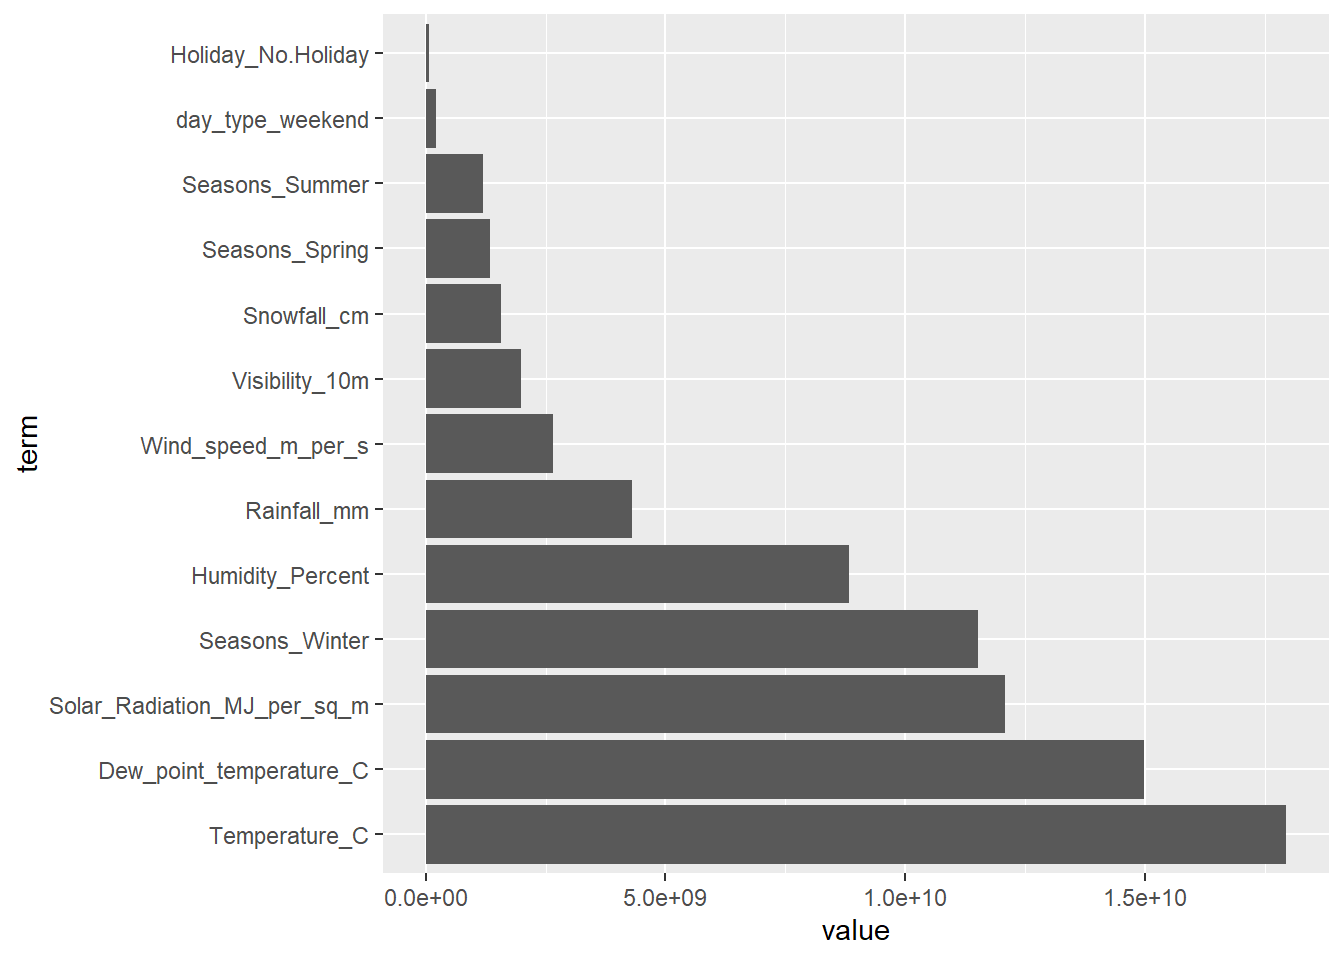 Holiday_No.Holiday
day_type_weekend
Seasons_Summer
Seasons_Spring
Snowfall_cm
Visibility_10m
Wind_speed_m_per_s
Rainfall_mm
Humidity_Percent
Seasons_Winter
Solar_Radiation_MJ_per_sq_m
Dew_point_temperature_C
Temperature_C
term
0.0e+00 5.0e+09 1.0e+10 1.5e+10
value